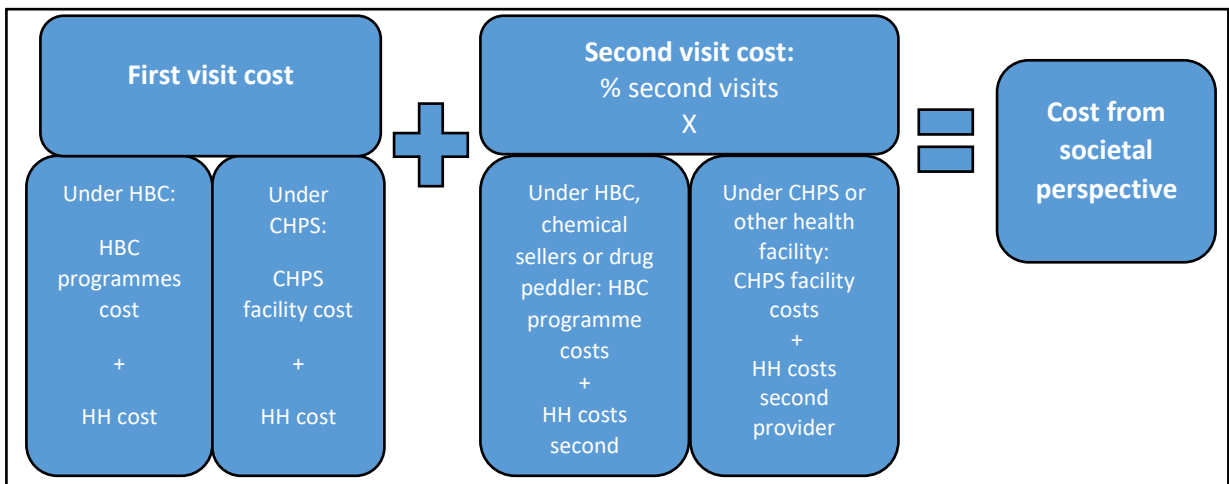 First visit cost
Under HBC:
HBC
programmes
cost
+
HH cost
Under
CHPS:
CHPS
facility cost
+
HH cost
Second visit cost:
% second visits
X
Under HBC,
chemical
sellers or drug
peddler: HBC
programme
costs
+
HH costs
second
Under CHPS or
other health
facility:
CHPS facility
costs
+
HH costs
second
provider
Cost from
societal
perspective